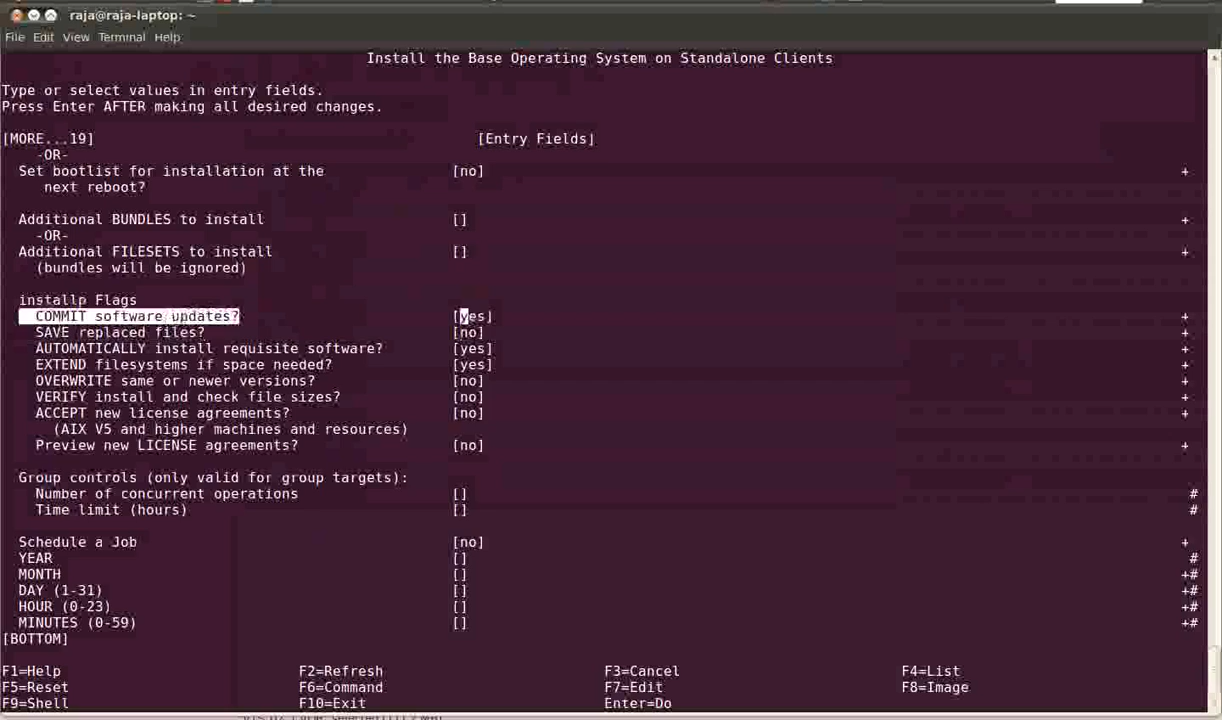 raja@raja-laptop: ~
File Edit View Terminal Help
Install the Base Operating System on Standalone Clients
Type or select values in entry fields.
Press Enter AFTER making all desired changes.
[MORE...19] [Entry Fields]
-OR-
Set bootlist for installation at the [no] +
next reboot?
Additional BUNDLES to install [] +
-OR-
Additional FILESETS to install [] +
(bundles will be ignored)
installp Flags
COMMIT software updates? [yes] +
SAVE replaced files? [no] +
AUTOMATICALLY install requisite software? [yes] +
EXTEND filesystems if space needed? [yes] +
OVERWRITE same or newer versions? [no] +
VERIFY install and check file sizes? [no] +
ACCEPT new license agreements? [no] +
(AIX V5 and higher machines and resources)
Preview new LICENSE agreements? [no] +
Group controls (only valid for group targets):
Number of concurrent operations [] #
Time limit (hours) [] #
Schedule a Job [no] +
YEAR [] #
MONTH [] +#
DAY (1-31) [] +#
HOUR (0-23) [] +#
MINUTES (0-59) [] +#
[BOTTOM]
F1=Help F2=Refresh F3=Cancel F4=List
F5=Reset F6=Command F7=Edit F8=Image
F9=Shell F10=Exit Enter=Do